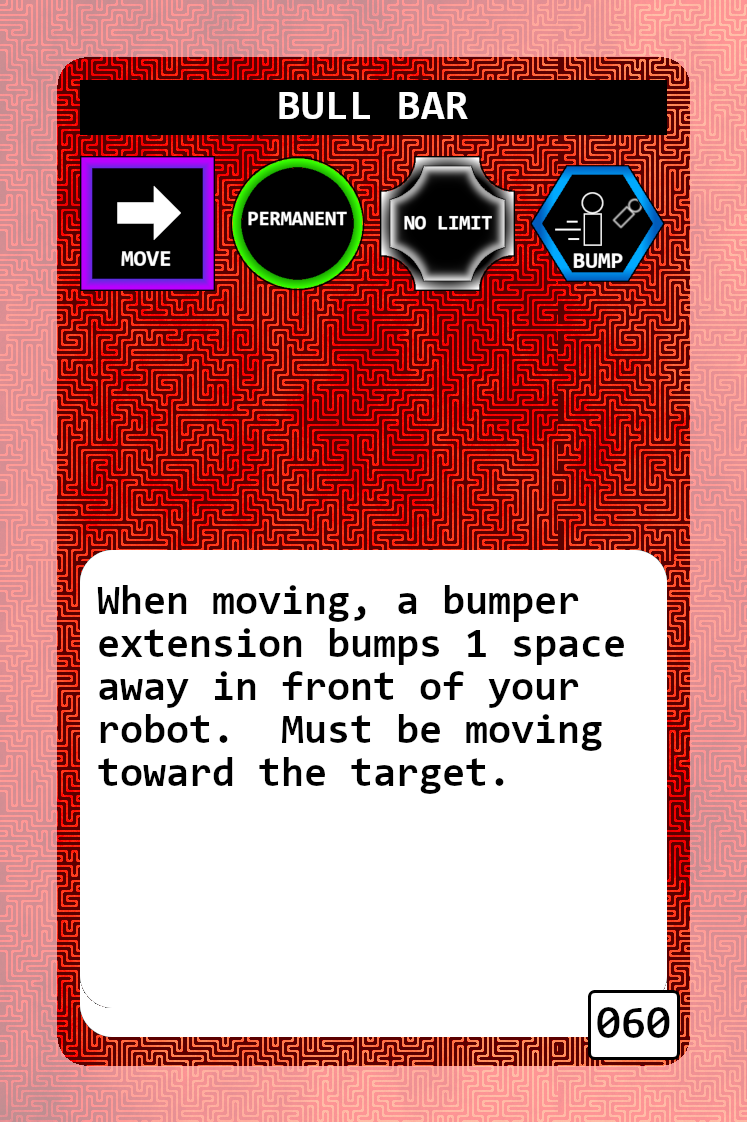 BULL BAR
MOVE
PERMANENT
NO LIMIT
BUMP
When moving, a bumper
extension bumps 1 space
away in front of your
robot.  Must be moving
toward the target.
060